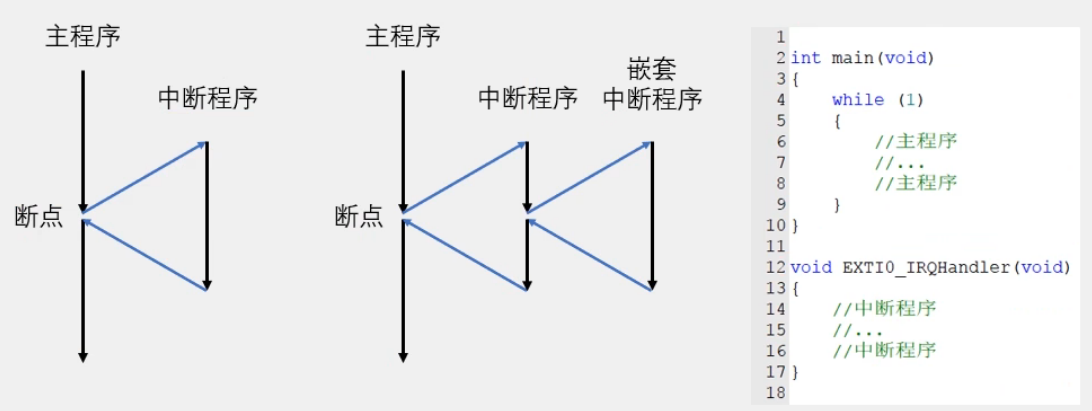 主程序
中断程序
断点
主程序
嵌套
中断程序 中断程序
断点
1
2 int main(void)
3 {
4     while (1)
5     {
6         //主程序
7         //...
8         //主程序
9     }
10 }
11
12 void EXTI0_IRQHandler(void)
13 {
14     //中断程序
15     //...
16     //中断程序
17 }
18